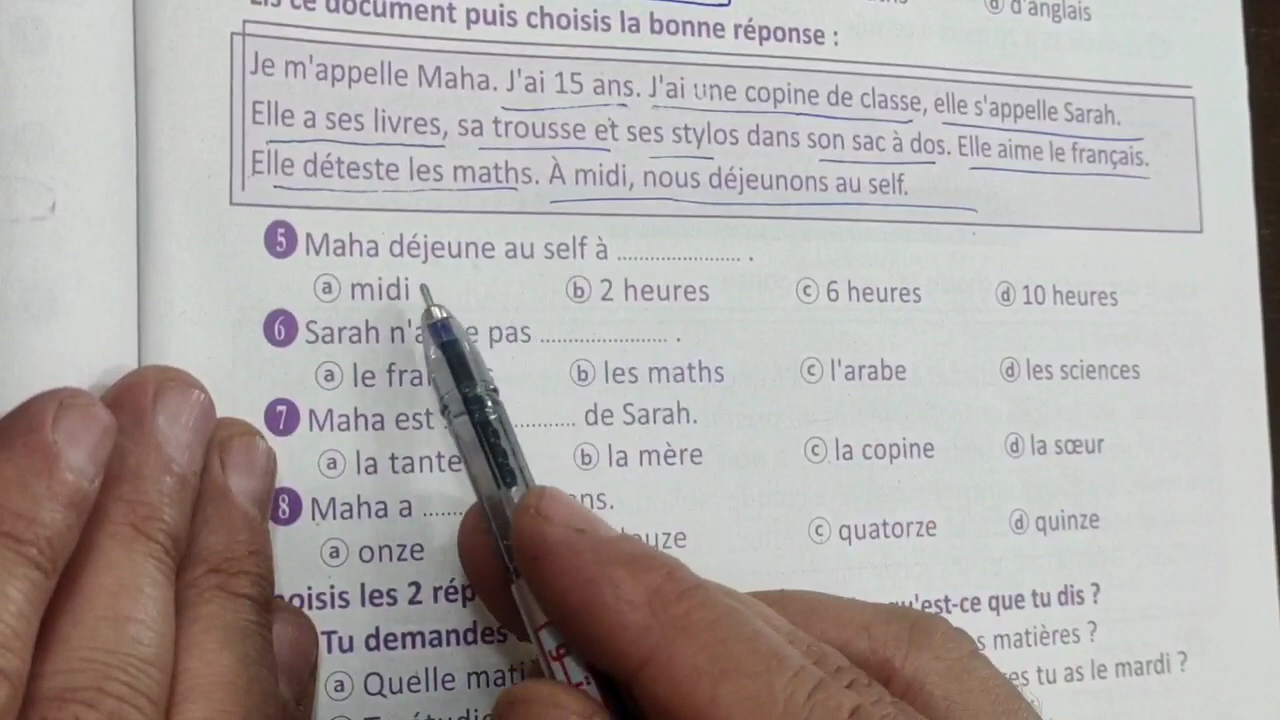 ce document puis choisis la bonne réponse :
ⓓ d'anglais
Je m'appelle Maha. J'ai 15 ans. J'ai une copine de classe, elle s'appelle Sarah.
Elle a ses livres, sa trousse et ses stylos dans son sac à dos. Elle aime le français.
Elle déteste les maths. À midi, nous déjeunons au self.
5 Maha déjeune au self à ........................ .
ⓐ midi ⓑ 2 heures ⓒ 6 heures ⓓ 10 heures
6 Sarah pas ........................ .
ⓐ le ⓑ les maths ⓒ l'arabe ⓓ les sciences
7 Maha est ............ de Sarah.
ⓐ la tante ⓑ la mère ⓒ la copine ⓓ la sœur
8 Maha a .......
ⓐ onze ⓒ quatorze ⓓ quinze
les 2 qu'est-ce que tu dis ?
Tu demandes matières ?
ⓐ Quelle tu as le mardi ?